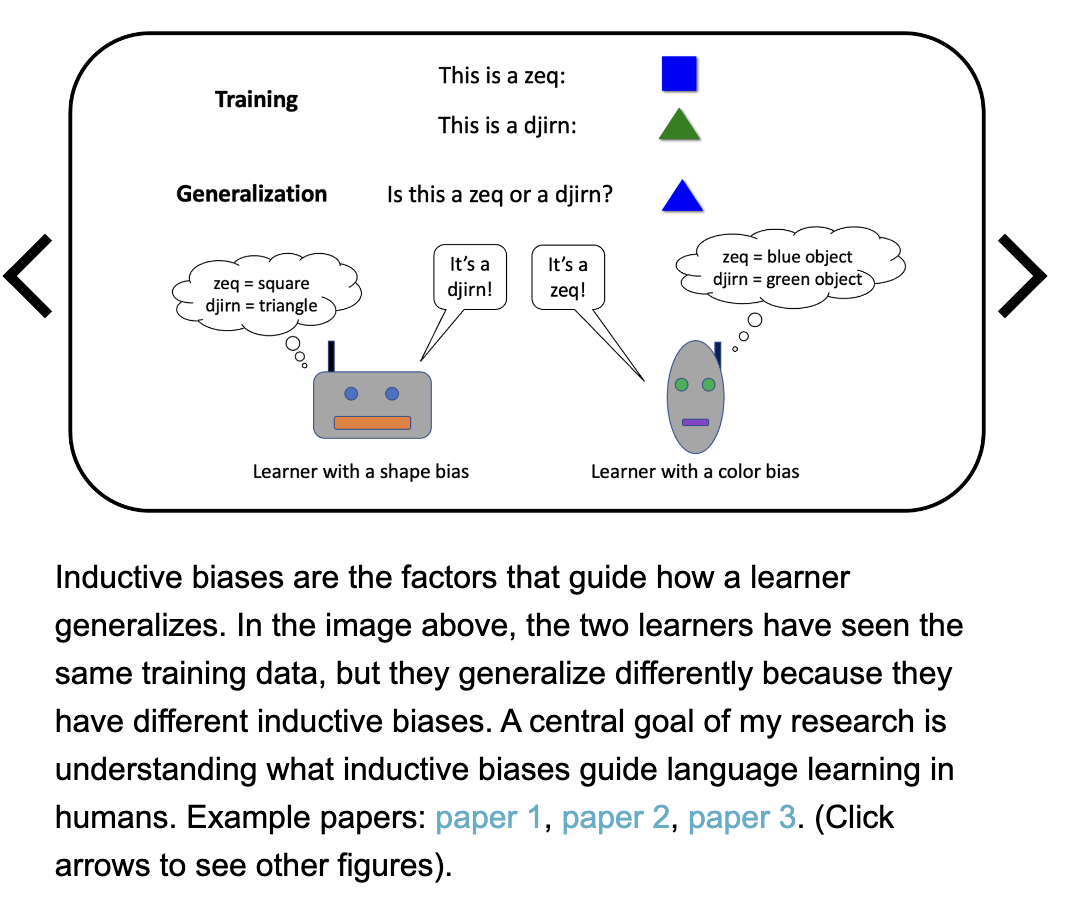 This is a zeq:
Training
This is a djirn:
Generalization
Is this a zeq or a djirn?
zeq = square
djirn = triangle
It's a
djirn!
It's a
zeq!
zeq = blue object
djirn = green object
Learner with a shape bias
Learner with a color bias
Inductive biases are the factors that guide how a learner
generalizes. In the image above, the two learners have seen the
same training data, but they generalize differently because they
have different inductive biases. A central goal of my research is
understanding what inductive biases guide language learning in
humans. Example papers: paper 1, paper 2, paper 3. (Click
arrows to see other figures).